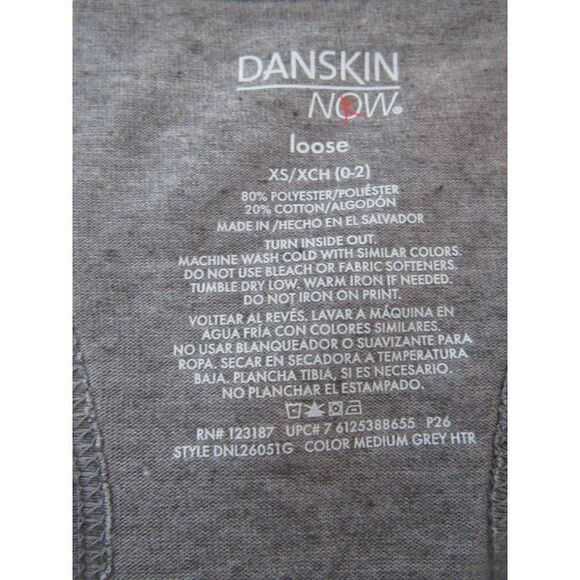 DANSKIN
NOW®
loose
XS/XCH (0-2)
80% POLYESTER/POLIÉSTER
20% COTTON/ALGODÓN
MADE IN /HECHO EN EL SALVADOR
TURN INSIDE OUT.
MACHINE WASH COLD WITH SIMILAR COLORS.
DO NOT USE BLEACH OR FABRIC SOFTENERS.
TUMBLE DRY LOW. WARM IRON IF NEEDED.
DO NOT IRON ON PRINT.
VOLTEAR AL REVÉS. LAVAR A MÁQUINA EN
AGUA FRÍA CON COLORES SIMILARES.
NO USAR BLANQUEADOR O SUAVIZANTE PARA
ROPA. SECAR EN SECADORA A TEMPERATURA
BAJA. PLANCHA TIBIA, SI ES NECESARIO.
NO PLANCHAR EL ESTAMPADO.
RN# 123187 UPC# 7 6125388655 P26
STYLE DNL26051G COLOR MEDIUM GREY HTR